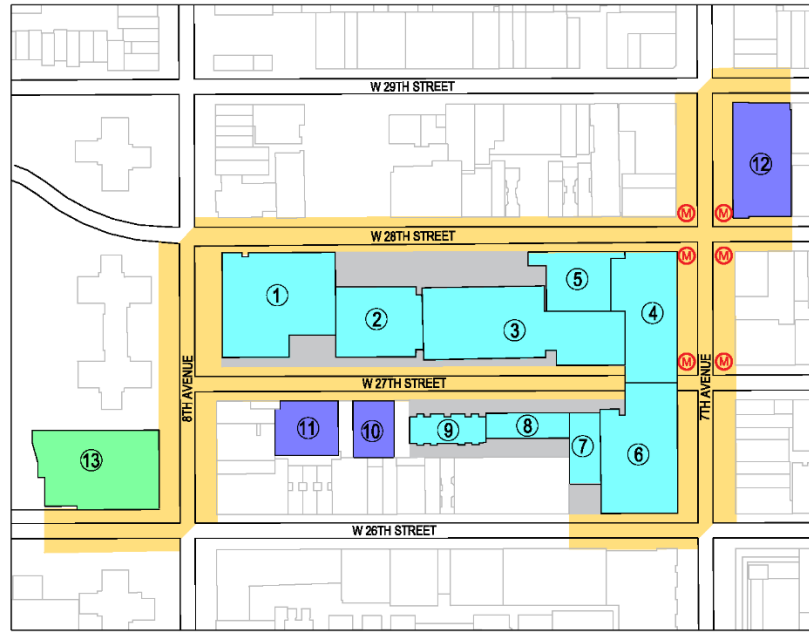 W 29TH STREET
12
M
M
W 28TH STREET
M
M
5
1
2
3
4
M
M
W 27TH STREET
8TH AVENUE
7TH AVENUE
11
10
9
8
7
6
13
W 26TH STREET